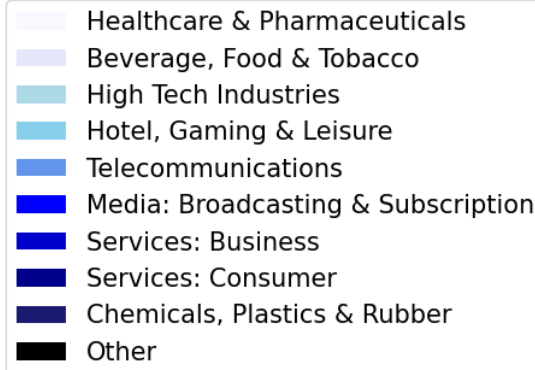 Healthcare & Pharmaceuticals
Beverage, Food & Tobacco
High Tech Industries
Hotel, Gaming & Leisure
Telecommunications
Media: Broadcasting & Subscription
Services: Business
Services: Consumer
Chemicals, Plastics & Rubber
Other